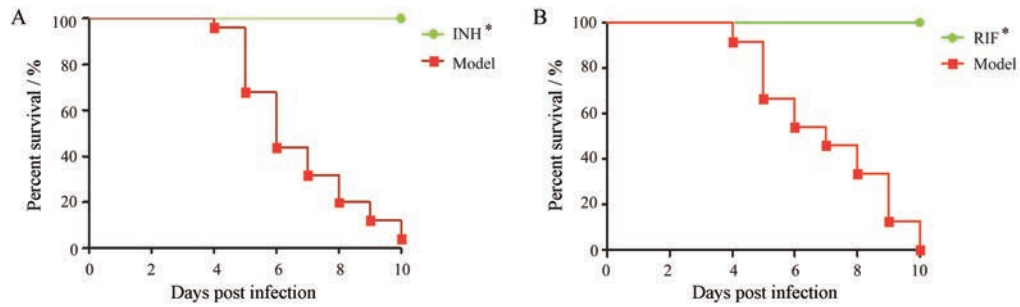 A
INH*
Model
Percent survival / %
100
80
60
40
20
0
0 2 4 6 8 10
Days post infection
B
RIF*
Model
Percent survival / %
100
80
60
40
20
0
0 2 4 6 8 10
Days post infection